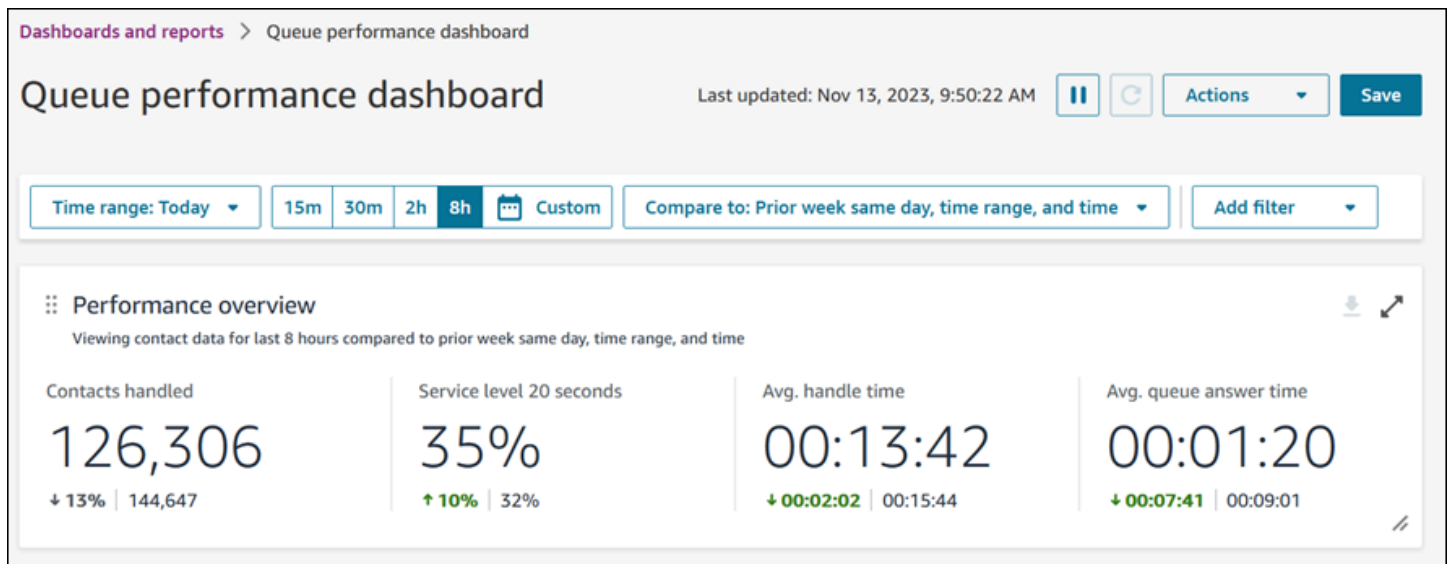 Dashboards and reports > Queue performance dashboard
Queue performance dashboard
Last updated: Nov 13, 2023, 9:50:22 AM
Actions
Save
Time range: Today
15m
30m
2h
8h
Custom
Compare to: Prior week same day, time range, and time
Add filter
Performance overview
Viewing contact data for last 8 hours compared to prior week same day, time range, and time
Contacts handled
126,306
↓ 13% | 144,647
Service level 20 seconds
35%
↑ 10% | 32%
Avg. handle time
00:13:42
↓ 00:02:02 | 00:15:44
Avg. queue answer time
00:01:20
↓ 00:07:41 | 00:09:01